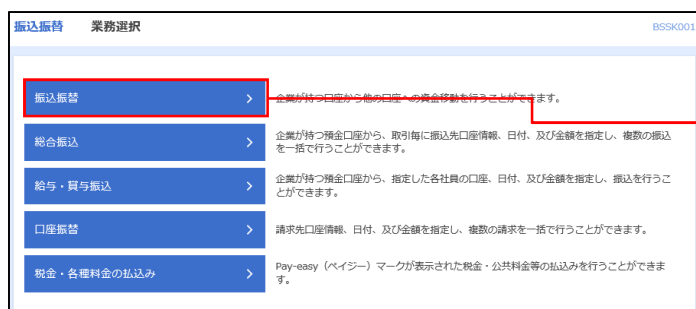 振込振替 業務選択 BSSK001
振込振替 > 企業が持つ口座から他の口座への資金移動を行うことができます。
総合振込 > 企業が持つ預金口座から、取引毎に振込先口座情報、日付、及び金額を指定し、複数の振込
を一括で行うことができます。
給与・賞与振込 > 企業が持つ預金口座から、指定した各社員の口座、日付、及び金額を指定し、振込を行うこ
とができます。
口座振替 > 請求先口座情報、日付、及び金額を指定し、複数の請求を一括で行うことができます。
税金・各種料金の払込み > Pay-easy（ペイジー）マークが表示された税金・公共料金等の払込みを行うことができま
す。